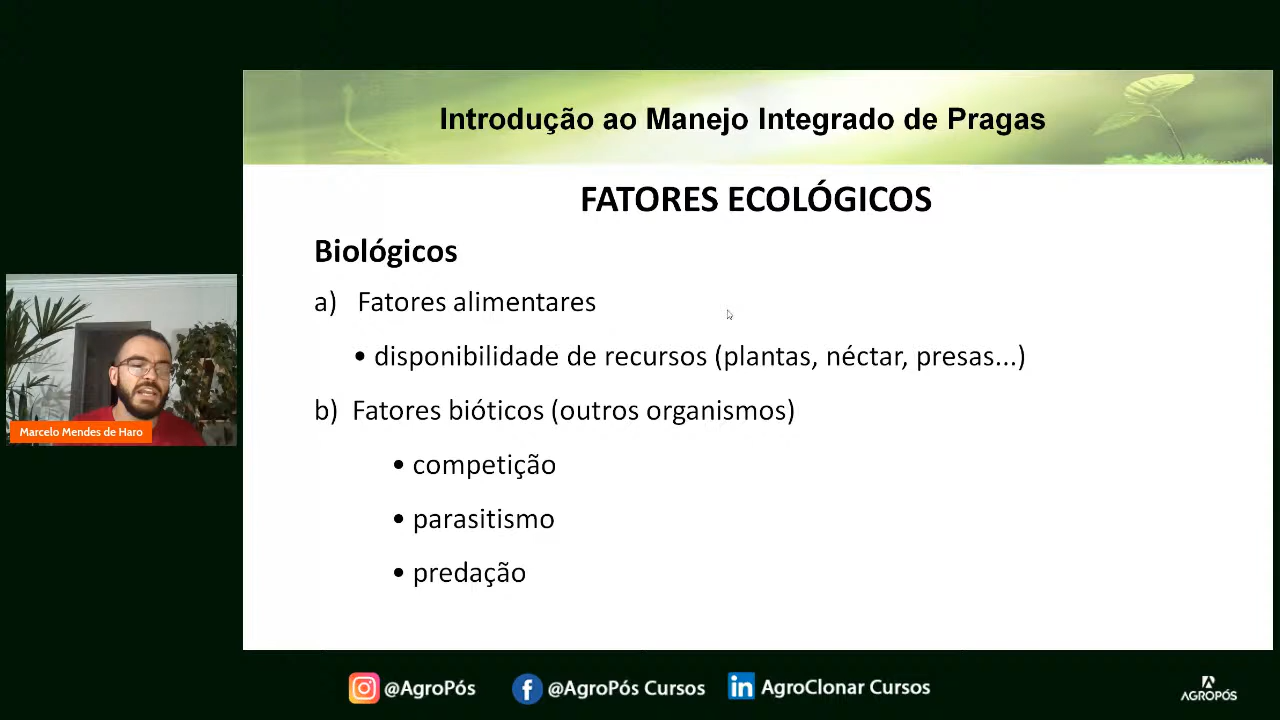 Introdução ao Manejo Integrado de Pragas
FATORES ECOLÓGICOS
Biológicos
a) Fatores alimentares
• disponibilidade de recursos (plantas, néctar, presas...)
b) Fatores bióticos (outros organismos)
• competição
• parasitismo
• predação
Marcelo Mendes de Haro
@AgroPós
@AgroPós Cursos
AgroClonar Cursos
AGROPÓS